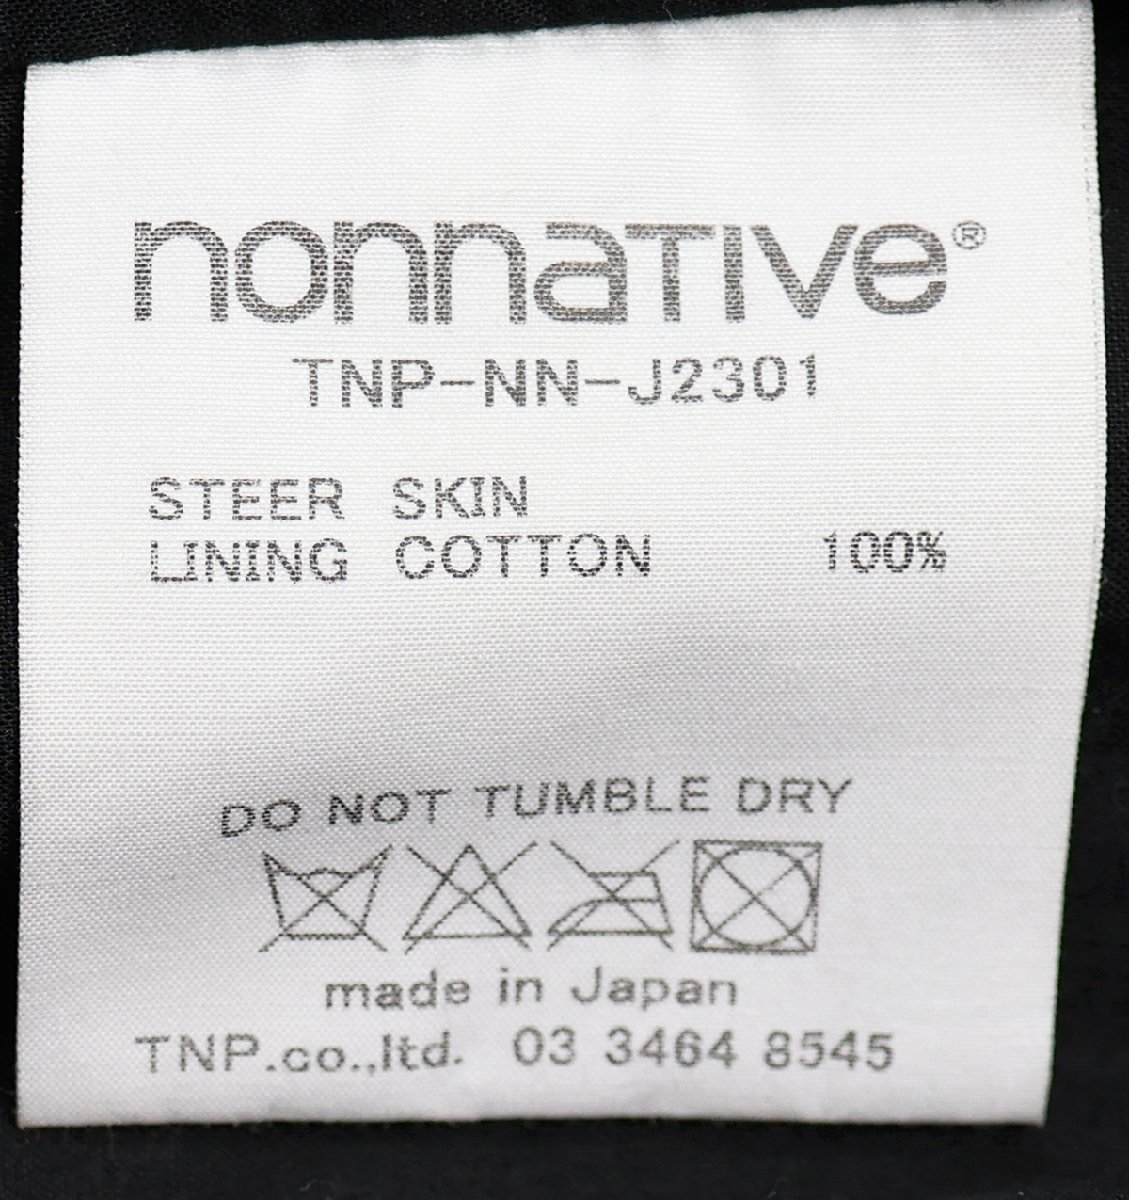 nonnative®
TNP-NN-J2301
STEER SKIN
LINING COTTON 100%
DO NOT TUMBLE DRY
made in Japan
TNP.co.,ltd. 03 3464 8545